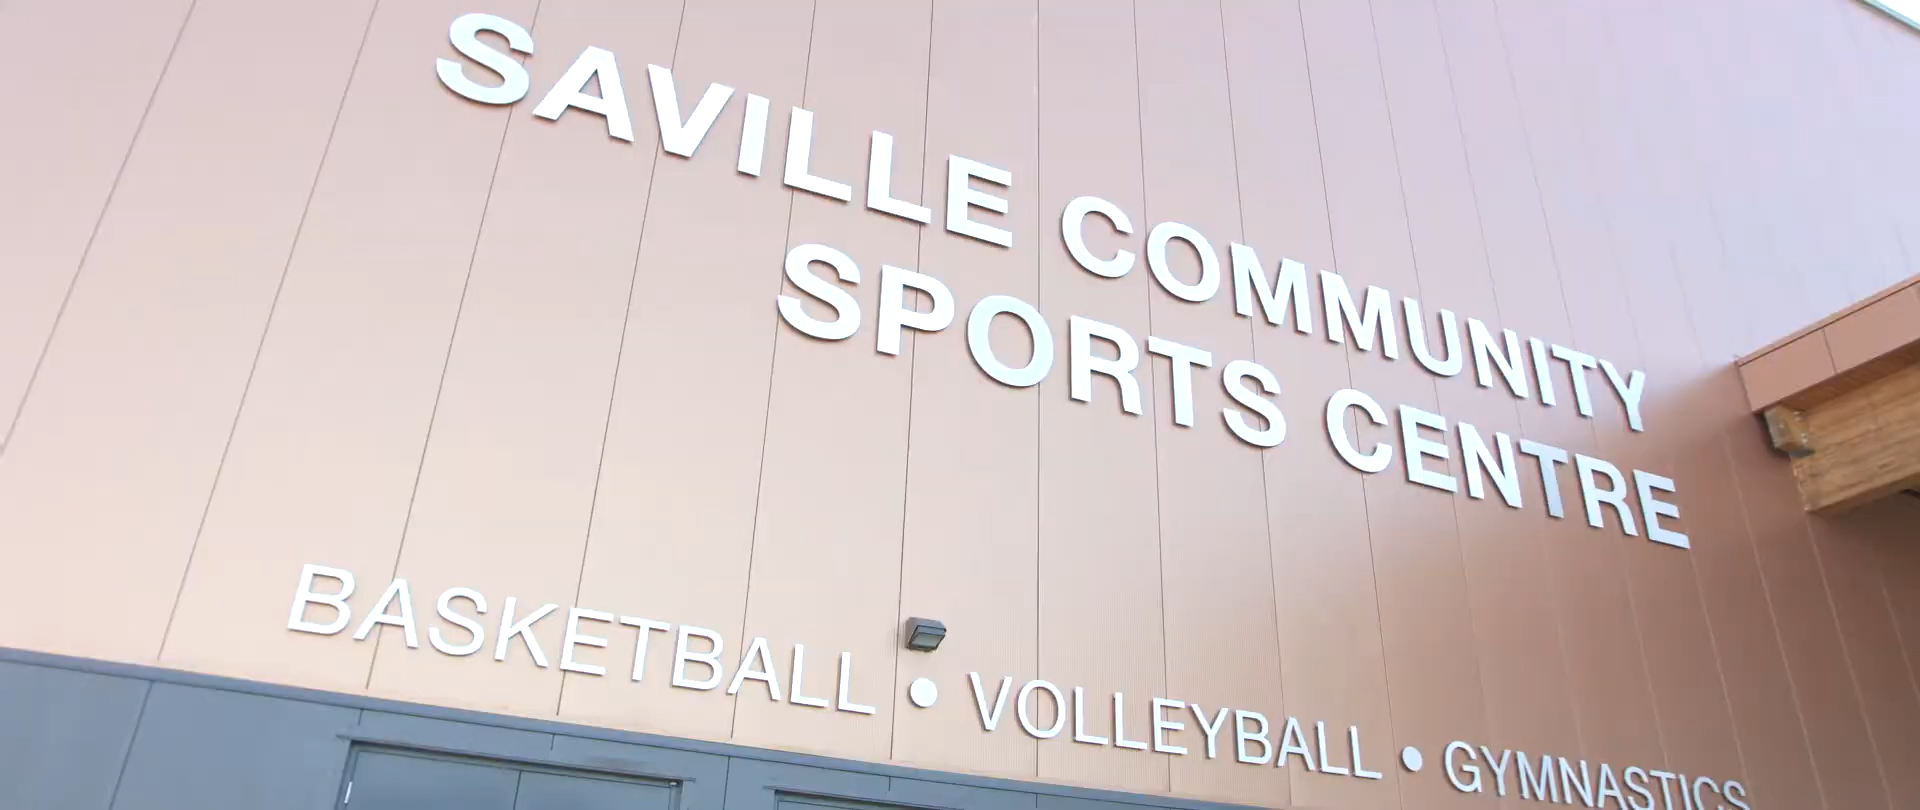 SAVILLE COMMUNITY
SPORTS CENTRE
BASKETBALL • VOLLEYBALL • GYMNASTICS